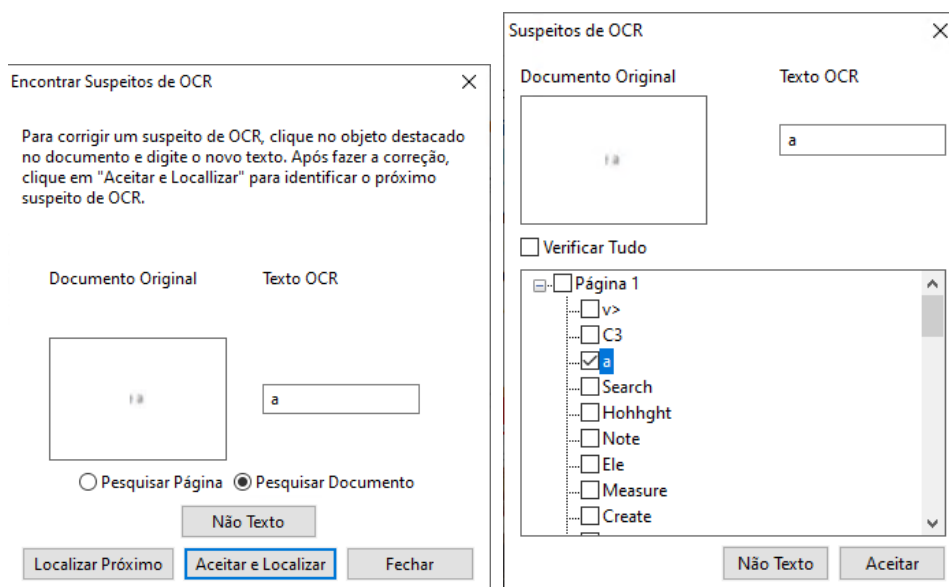 Encontrar Suspeitos de OCR
Para corrigir um suspeito de OCR, clique no objeto destacado
no documento e digite o novo texto. Após fazer a correção,
clique em "Aceitar e Locallizar" para identificar o próximo
suspeito de OCR.
Documento Original
Texto OCR
a
Pesquisar Página
Pesquisar Documento
Não Texto
Localizar Próximo
Aceitar e Localizar
Fechar
Suspeitos de OCR
Documento Original
Texto OCR
a
Verificar Tudo
Página 1
v>
C3
a
Search
Hohhght
Note
Ele
Measure
Create
Não Texto
Aceitar